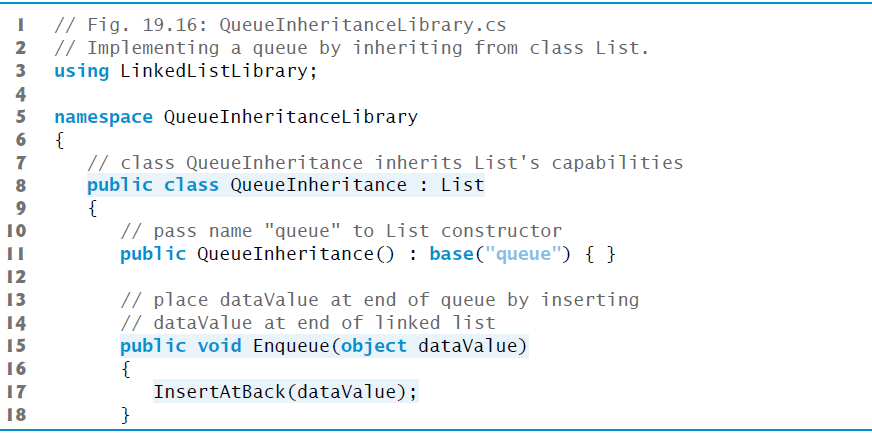 1 // Fig. 19.16: QueueInheritanceLibrary.cs
2 // Implementing a queue by inheriting from class List.
3 using LinkedListLibrary;
4
5 namespace QueueInheritanceLibrary
6 {
7 // class QueueInheritance inherits List's capabilities
8 public class QueueInheritance : List
9 {
10 // pass name "queue" to List constructor
11 public QueueInheritance() : base("queue") { }
12
13 // place dataValue at end of queue by inserting
14 // dataValue at end of linked list
15 public void Enqueue(object dataValue)
16 {
17 InsertAtBack(dataValue);
18 }